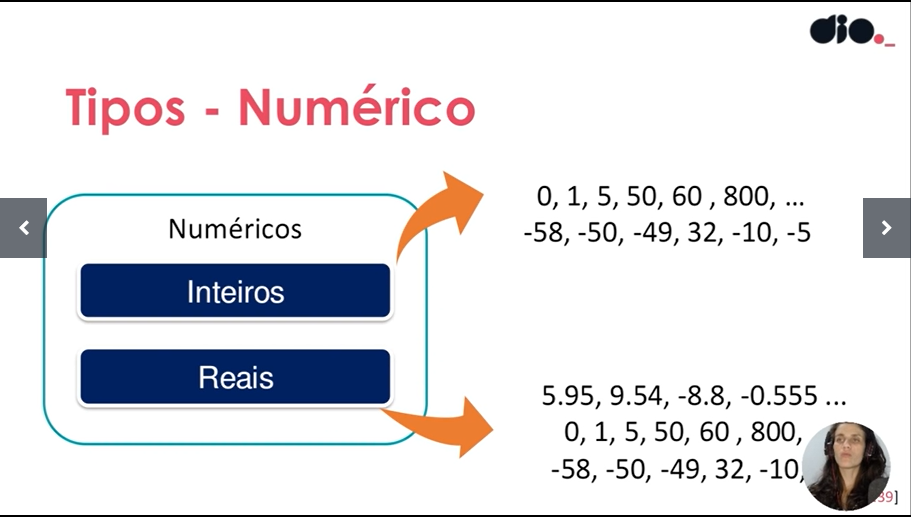 dio._
Tipos - Numérico
Numéricos
Inteiros
Reais
0, 1, 5, 50, 60 , 800, ...
-58, -50, -49, 32, -10, -5
5.95, 9.54, -8.8, -0.555 ...
0, 1, 5, 50, 60 , 800,
-58, -50, -49, 32, -10,
39]